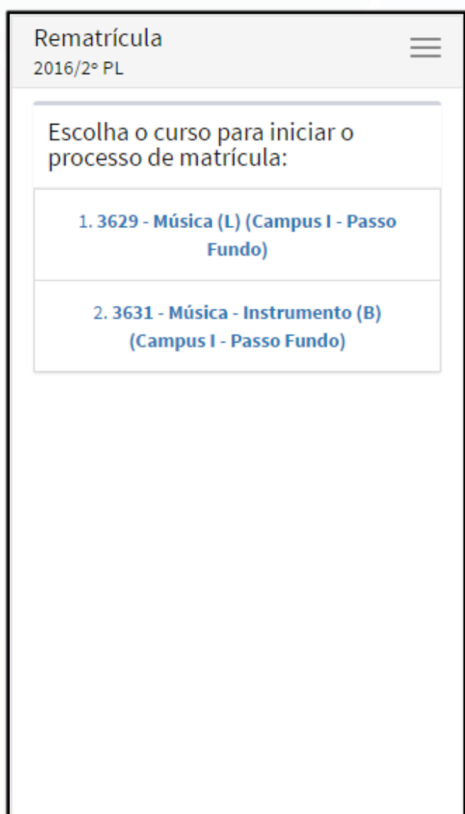 Rematrícula
2016/2º PL
Escolha o curso para iniciar o
processo de matrícula:
1. 3629 - Música (L) (Campus I - Passo
Fundo)
2. 3631 - Música - Instrumento (B)
(Campus I - Passo Fundo)